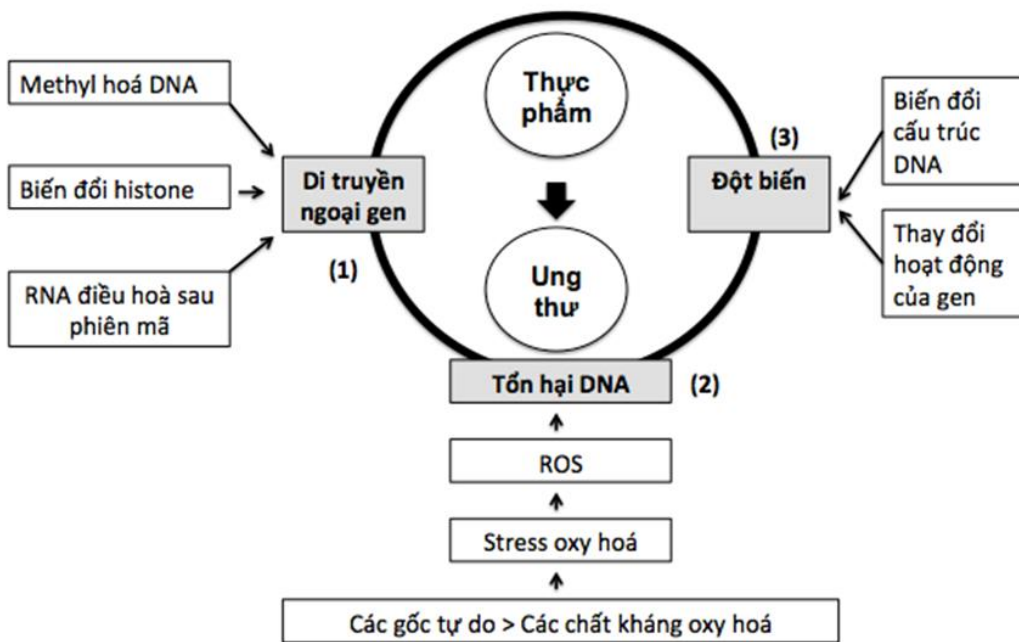 Thực
phẩm
Methyl hoá DNA
Biến đổi histone
RNA điều hoà sau
phiên mã
Di truyền
ngoại gen
(1)
Ung
thư
(3)
Đột biến
Biến đổi
cấu trúc
DNA
Thay đổi
hoạt động
của gen
Tổn hại DNA
(2)
ROS
Stress oxy hoá
Các gốc tự do > Các chất kháng oxy hoá